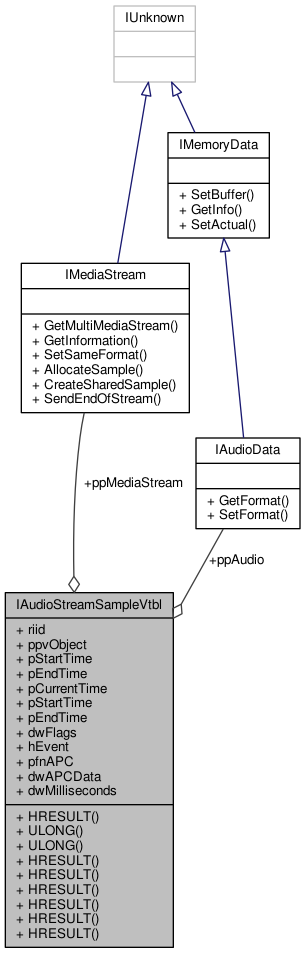 IUnknown
IMemoryData
+ SetBuffer()
+ GetInfo()
+ SetActual()
IMediaStream
+ GetMultiMediaStream()
+ GetInformation()
+ SetSameFormat()
+ AllocateSample()
+ CreateSharedSample()
+ SendEndOfStream()
IAudioData
+ GetFormat()
+ SetFormat()
+ppMediaStream
+ppAudio
IAudioStreamSampleVtbl
+ riid
+ ppvObject
+ pStartTime
+ pEndTime
+ pCurrentTime
+ pStartTime
+ pEndTime
+ dwFlags
+ hEvent
+ pfnAPC
+ dwAPCData
+ dwMilliseconds
+ HRESULT()
+ ULONG()
+ ULONG()
+ HRESULT()
+ HRESULT()
+ HRESULT()
+ HRESULT()
+ HRESULT()
+ HRESULT()